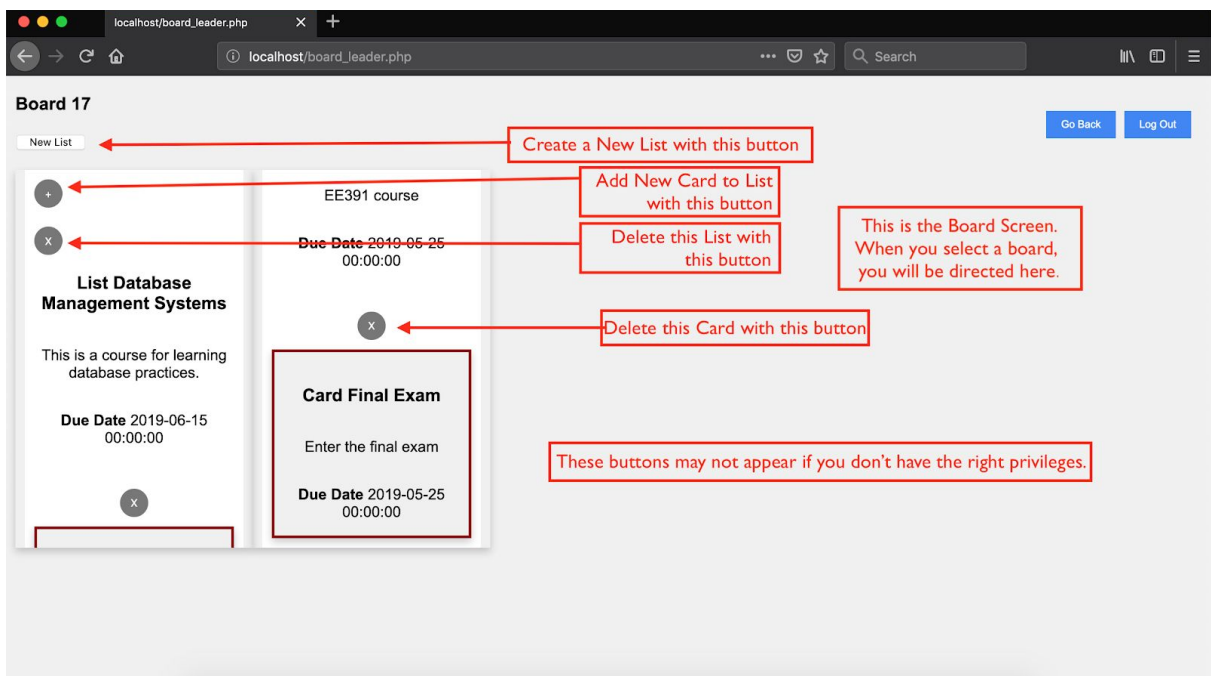 localhost/board_leader.php
localhost/board_leader.php
Search
Board 17
Go Back
Log Out
New List
Create a New List with this button
+
Add New Card to List
with this button
X
Delete this List with
this button
List Database
Management Systems
This is a course for learning
database practices.
Due Date 2019-06-15
00:00:00
X
EE391 course
Due Date 2019-05-25
00:00:00
X
Delete this Card with this button
Card Final Exam
Enter the final exam
Due Date 2019-05-25
00:00:00
This is the Board Screen.
When you select a board,
you will be directed here.
These buttons may not appear if you don't have the right privileges.